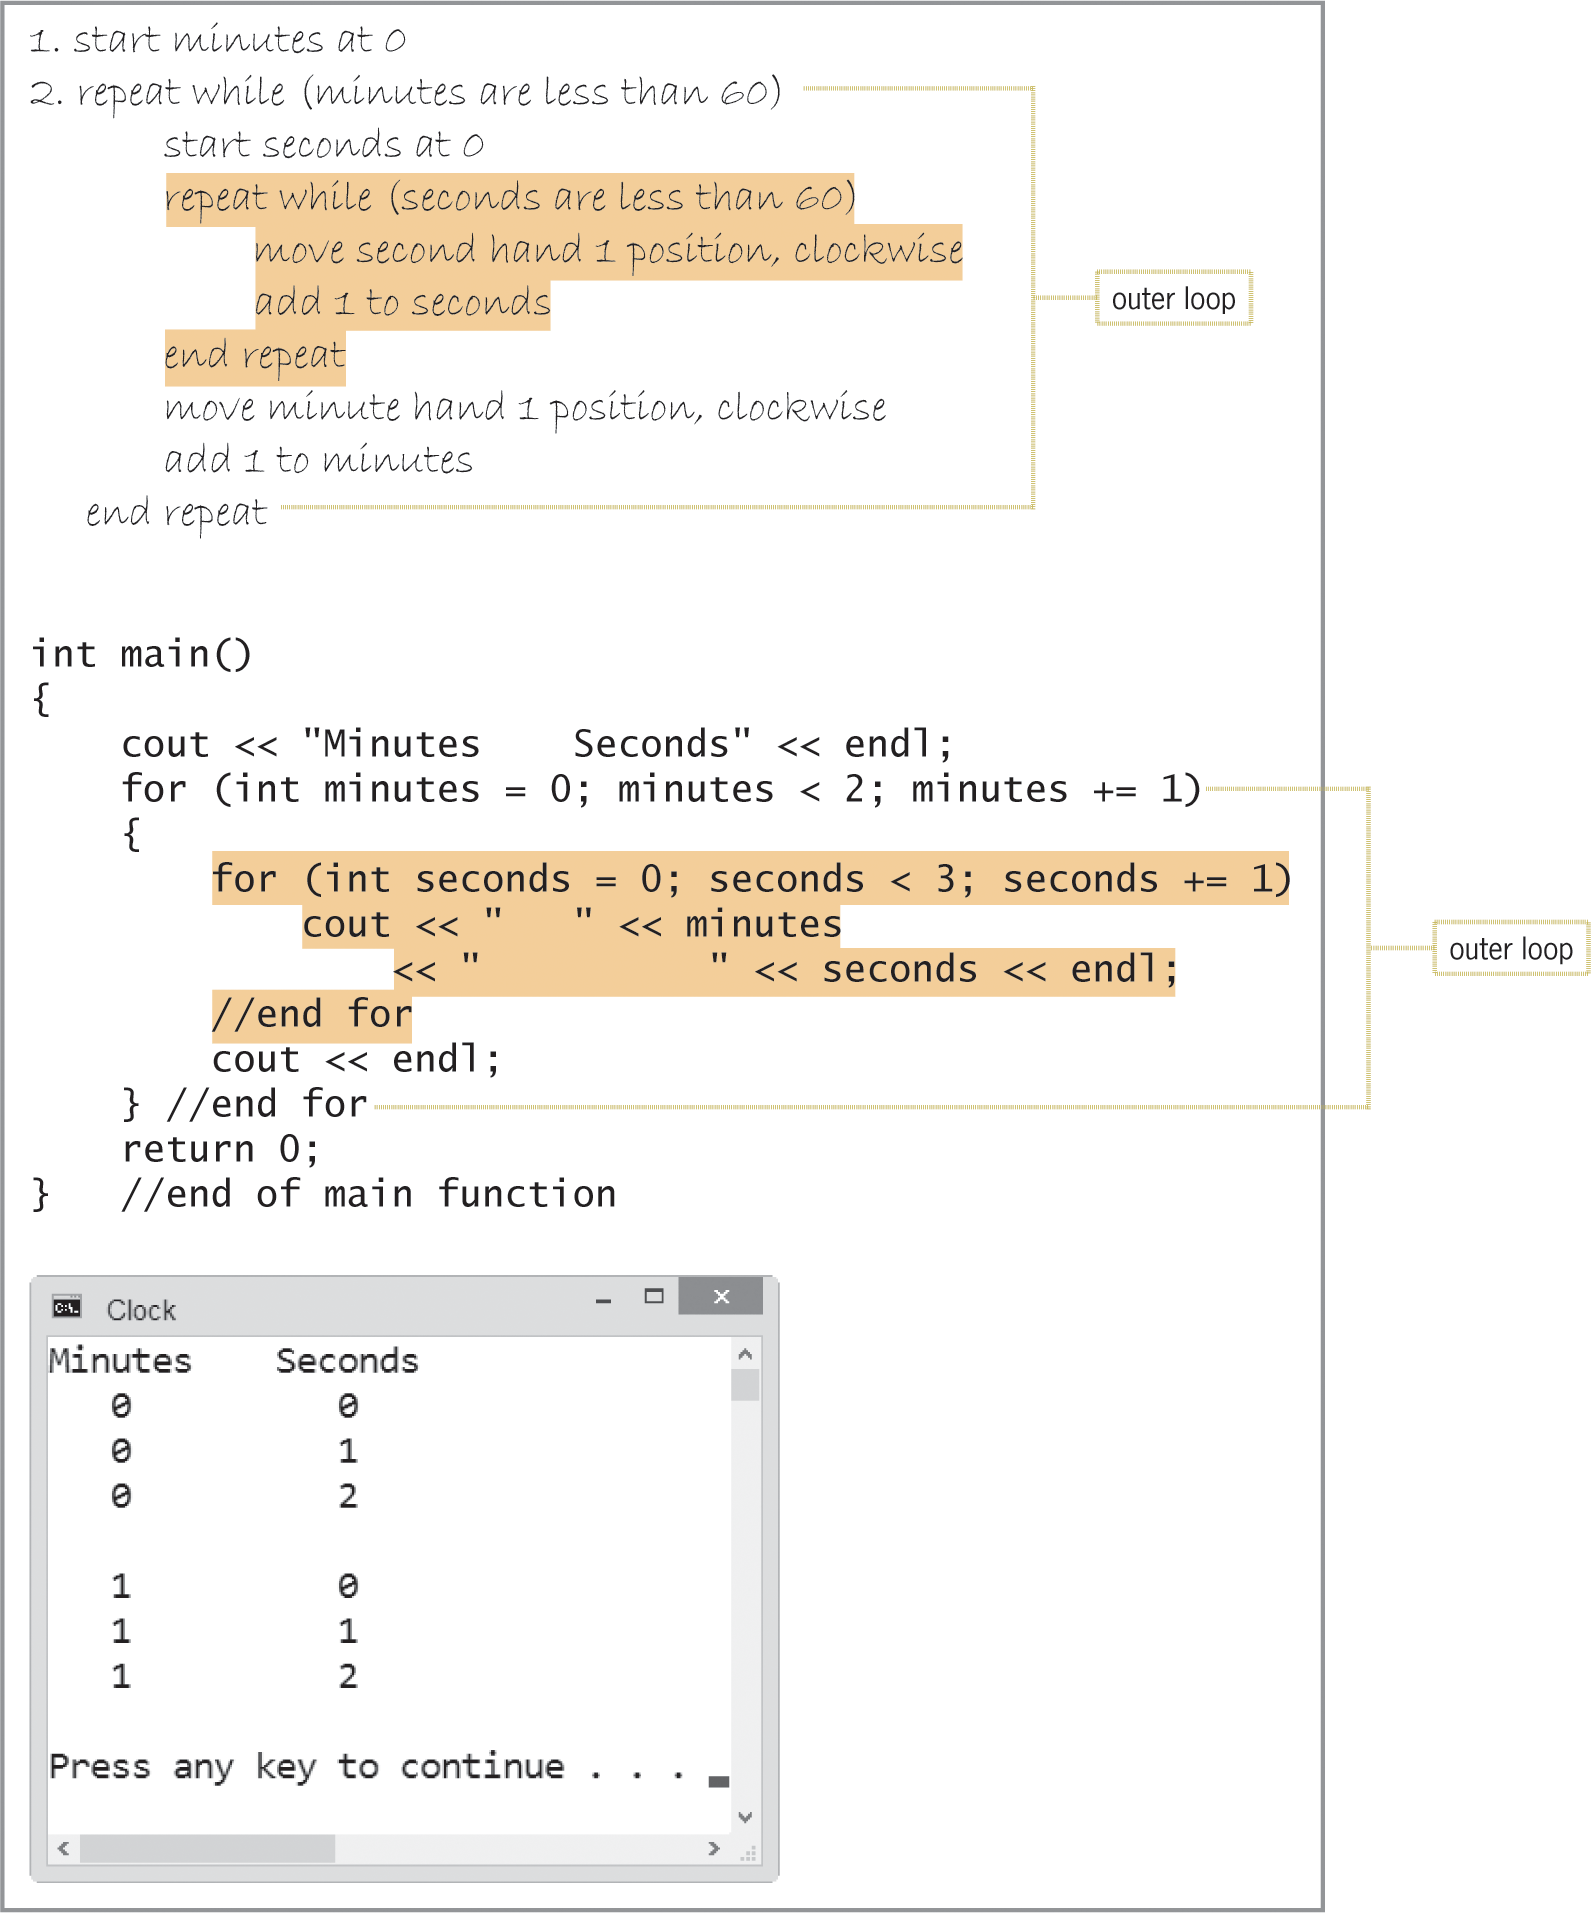 1. start minutes at 0
2. repeat while (minutes are less than 60)
start seconds at 0
repeat while (seconds are less than 60)
move second hand 1 position, clockwise
add 1 to seconds
end repeat
move minute hand 1 position, clockwise
add 1 to minutes
end repeat
outer loop
int main()
{
cout << "Minutes    Seconds" << endl;
for (int minutes = 0; minutes < 2; minutes += 1)
{
for (int seconds = 0; seconds < 3; seconds += 1)
cout << "   " << minutes
<< "          " << seconds << endl;
//end for
cout << endl;
} //end for
return 0;
}   //end of main function
outer loop
C:\.
Clock
Minutes    Seconds
0          0
0          1
0          2
1          0
1          1
1          2
Press any key to continue . . .